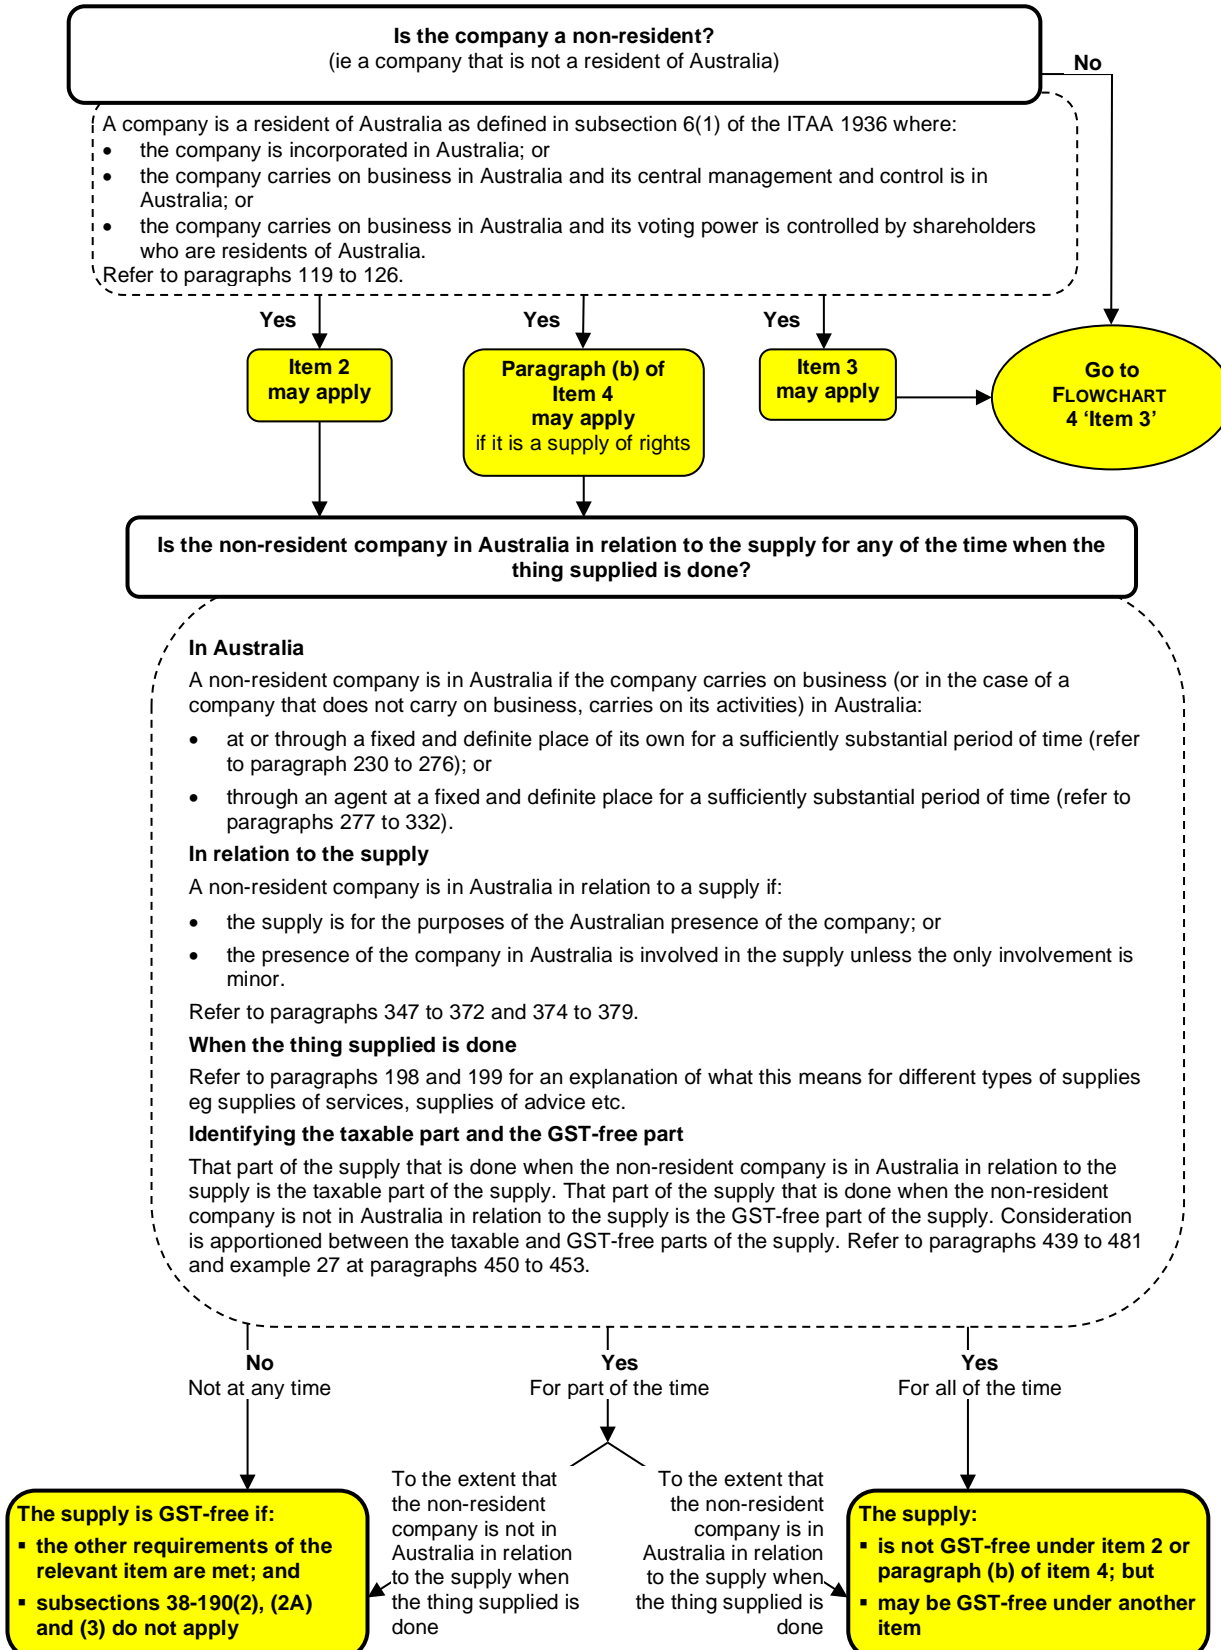 Is the company a non-resident?
(ie a company that is not a resident of Australia)
No
A company is a resident of Australia as defined in subsection 6(1) of the ITAA 1936 where:
• the company is incorporated in Australia; or
• the company carries on business in Australia and its central management and control is in
Australia; or
• the company carries on business in Australia and its voting power is controlled by shareholders
who are residents of Australia.
Refer to paragraphs 119 to 126.
Yes
Yes
Yes
Item 2
may apply
Paragraph (b) of
Item 4
may apply
if it is a supply of rights
Item 3
may apply
Go to
FLOWCHART
4 ‘Item 3’
Is the non-resident company in Australia in relation to the supply for any of the time when the
thing supplied is done?
In Australia
A non-resident company is in Australia if the company carries on business (or in the case of a
company that does not carry on business, carries on its activities) in Australia:
• at or through a fixed and definite place of its own for a sufficiently substantial period of time (refer
to paragraph 230 to 276); or
• through an agent at a fixed and definite place for a sufficiently substantial period of time (refer to
paragraphs 277 to 332).
In relation to the supply
A non-resident company is in Australia in relation to a supply if:
• the supply is for the purposes of the Australian presence of the company; or
• the presence of the company in Australia is involved in the supply unless the only involvement is
minor.
Refer to paragraphs 347 to 372 and 374 to 379.
When the thing supplied is done
Refer to paragraphs 198 and 199 for an explanation of what this means for different types of supplies
eg supplies of services, supplies of advice etc.
Identifying the taxable part and the GST-free part
That part of the supply that is done when the non-resident company is in Australia in relation to the
supply is the taxable part of the supply. That part of the supply that is done when the non-resident
company is not in Australia in relation to the supply is the GST-free part of the supply. Consideration
is apportioned between the taxable and GST-free parts of the supply. Refer to paragraphs 439 to 481
and example 27 at paragraphs 450 to 453.
No
Not at any time
Yes
For part of the time
Yes
For all of the time
The supply is GST-free if:
▪ the other requirements of the
relevant item are met; and
▪ subsections 38-190(2), (2A)
and (3) do not apply
To the extent that
the non-resident
company is not in
Australia in relation
to the supply when
the thing supplied is
done
To the extent that
the non-resident
company is in
Australia in relation
to the supply when
the thing supplied is
done
The supply:
▪ is not GST-free under item 2 or
paragraph (b) of item 4; but
▪ may be GST-free under another
item